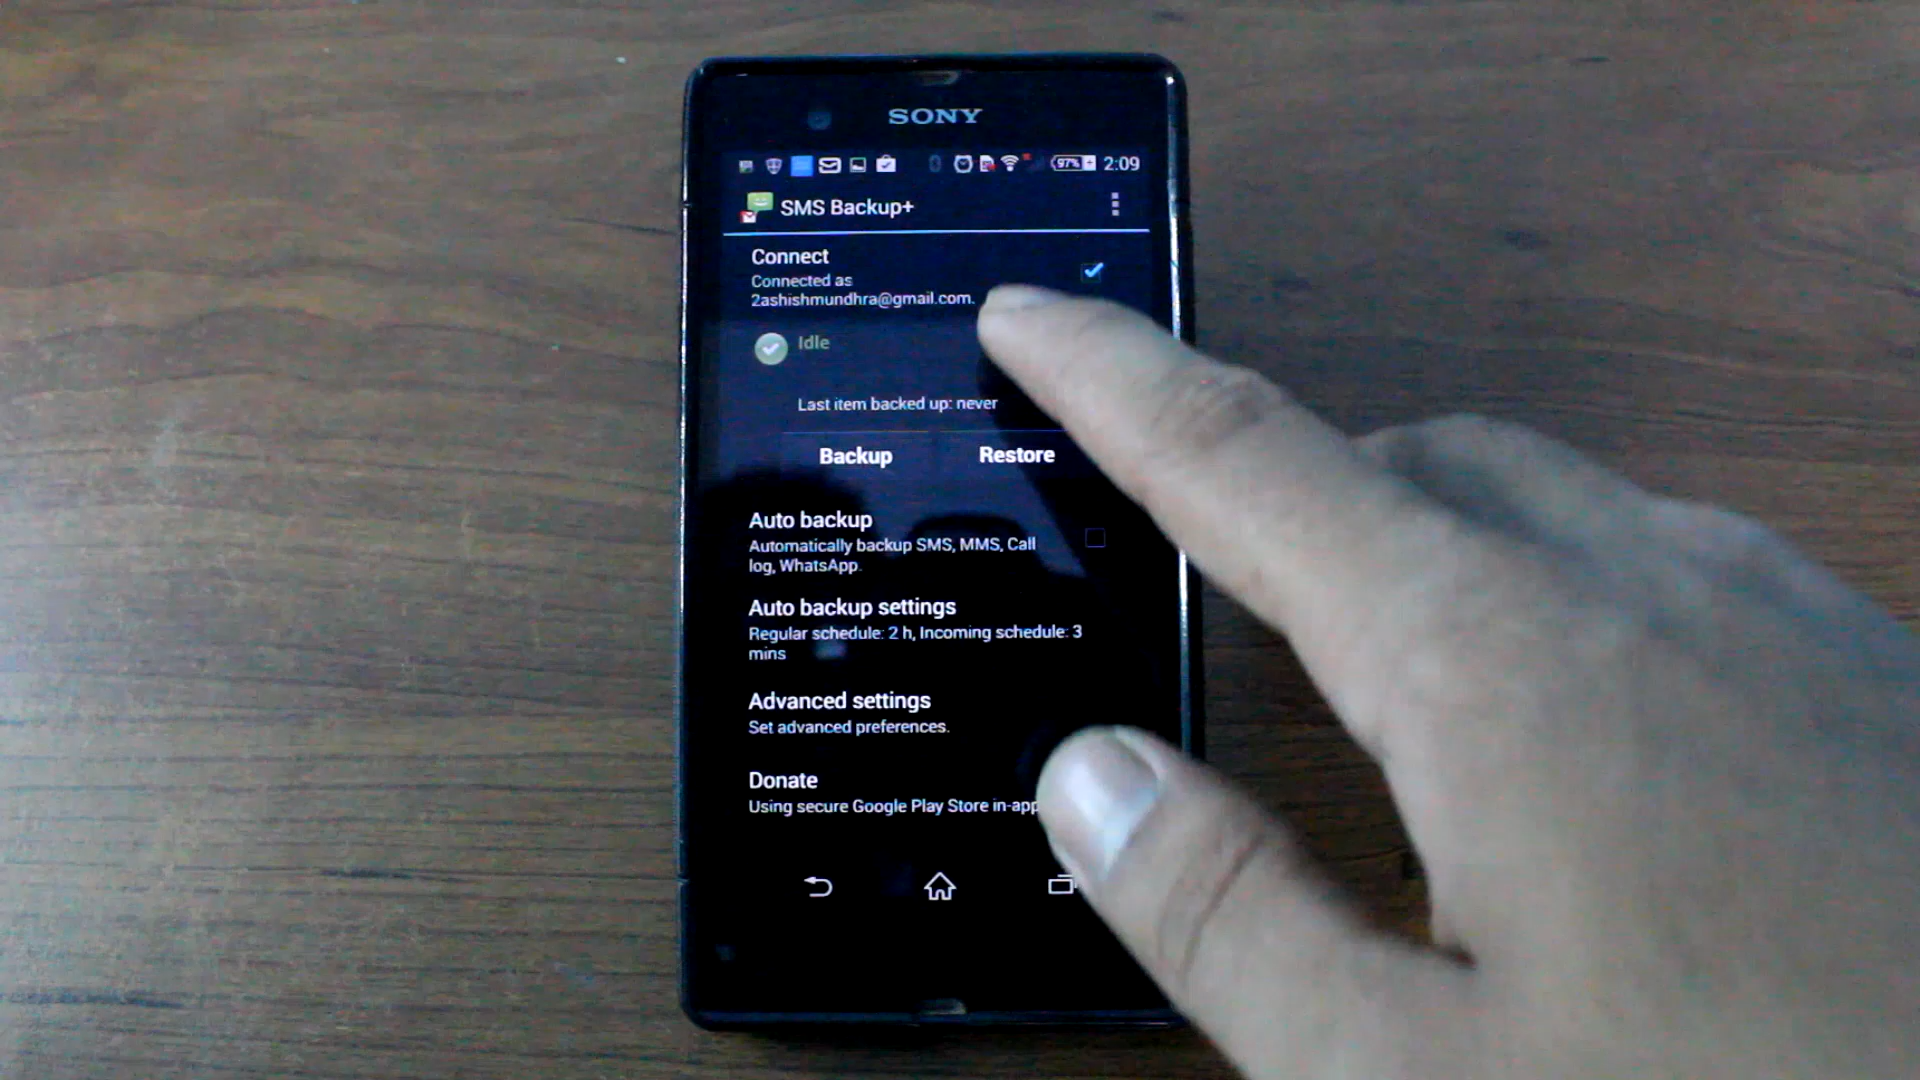 SONY
97% 2:09
SMS Backup+
Connect
Connected as
2ashishmundhra@gmail.com.
Idle
Last item backed up: never
Backup Restore
Auto backup
Automatically backup SMS, MMS, Call
log, WhatsApp.
Auto backup settings
Regular schedule: 2 h, Incoming schedule: 3
mins
Advanced settings
Set advanced preferences.
Donate
Using secure Google Play Store in-app